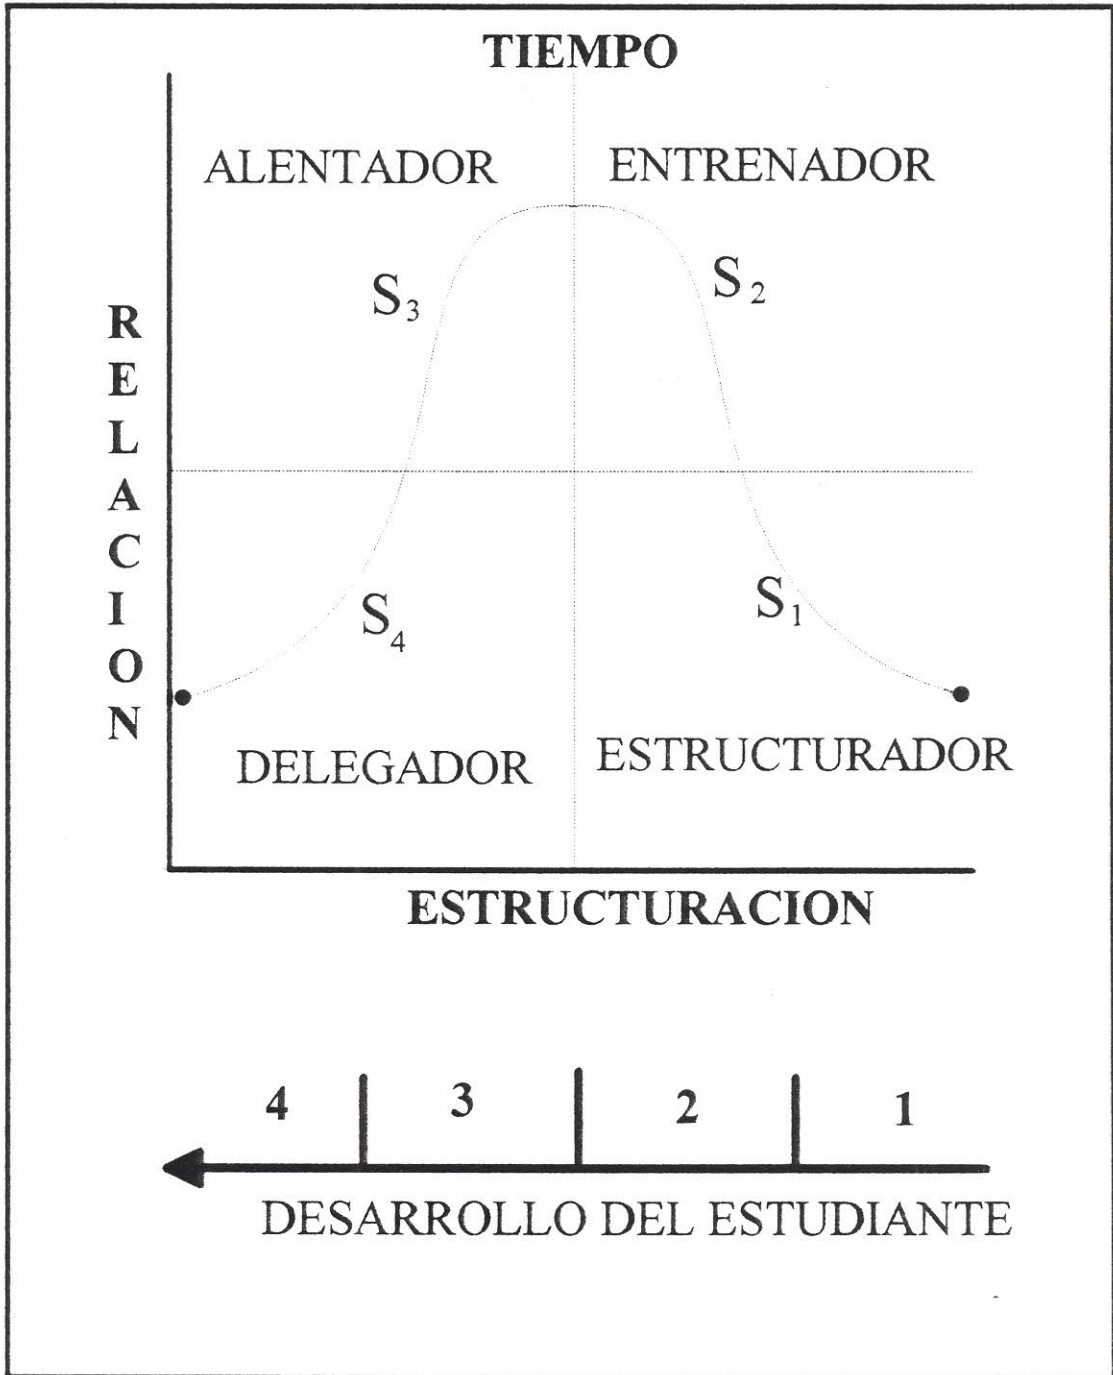 TIEMPO
ALENTADOR ENTRENADOR
S₃ S₂
RELACION
S₄ S₁
DELEGADOR ESTRUCTURADOR
ESTRUCTURACION
4 3 2 1
DESARROLLO DEL ESTUDIANTE